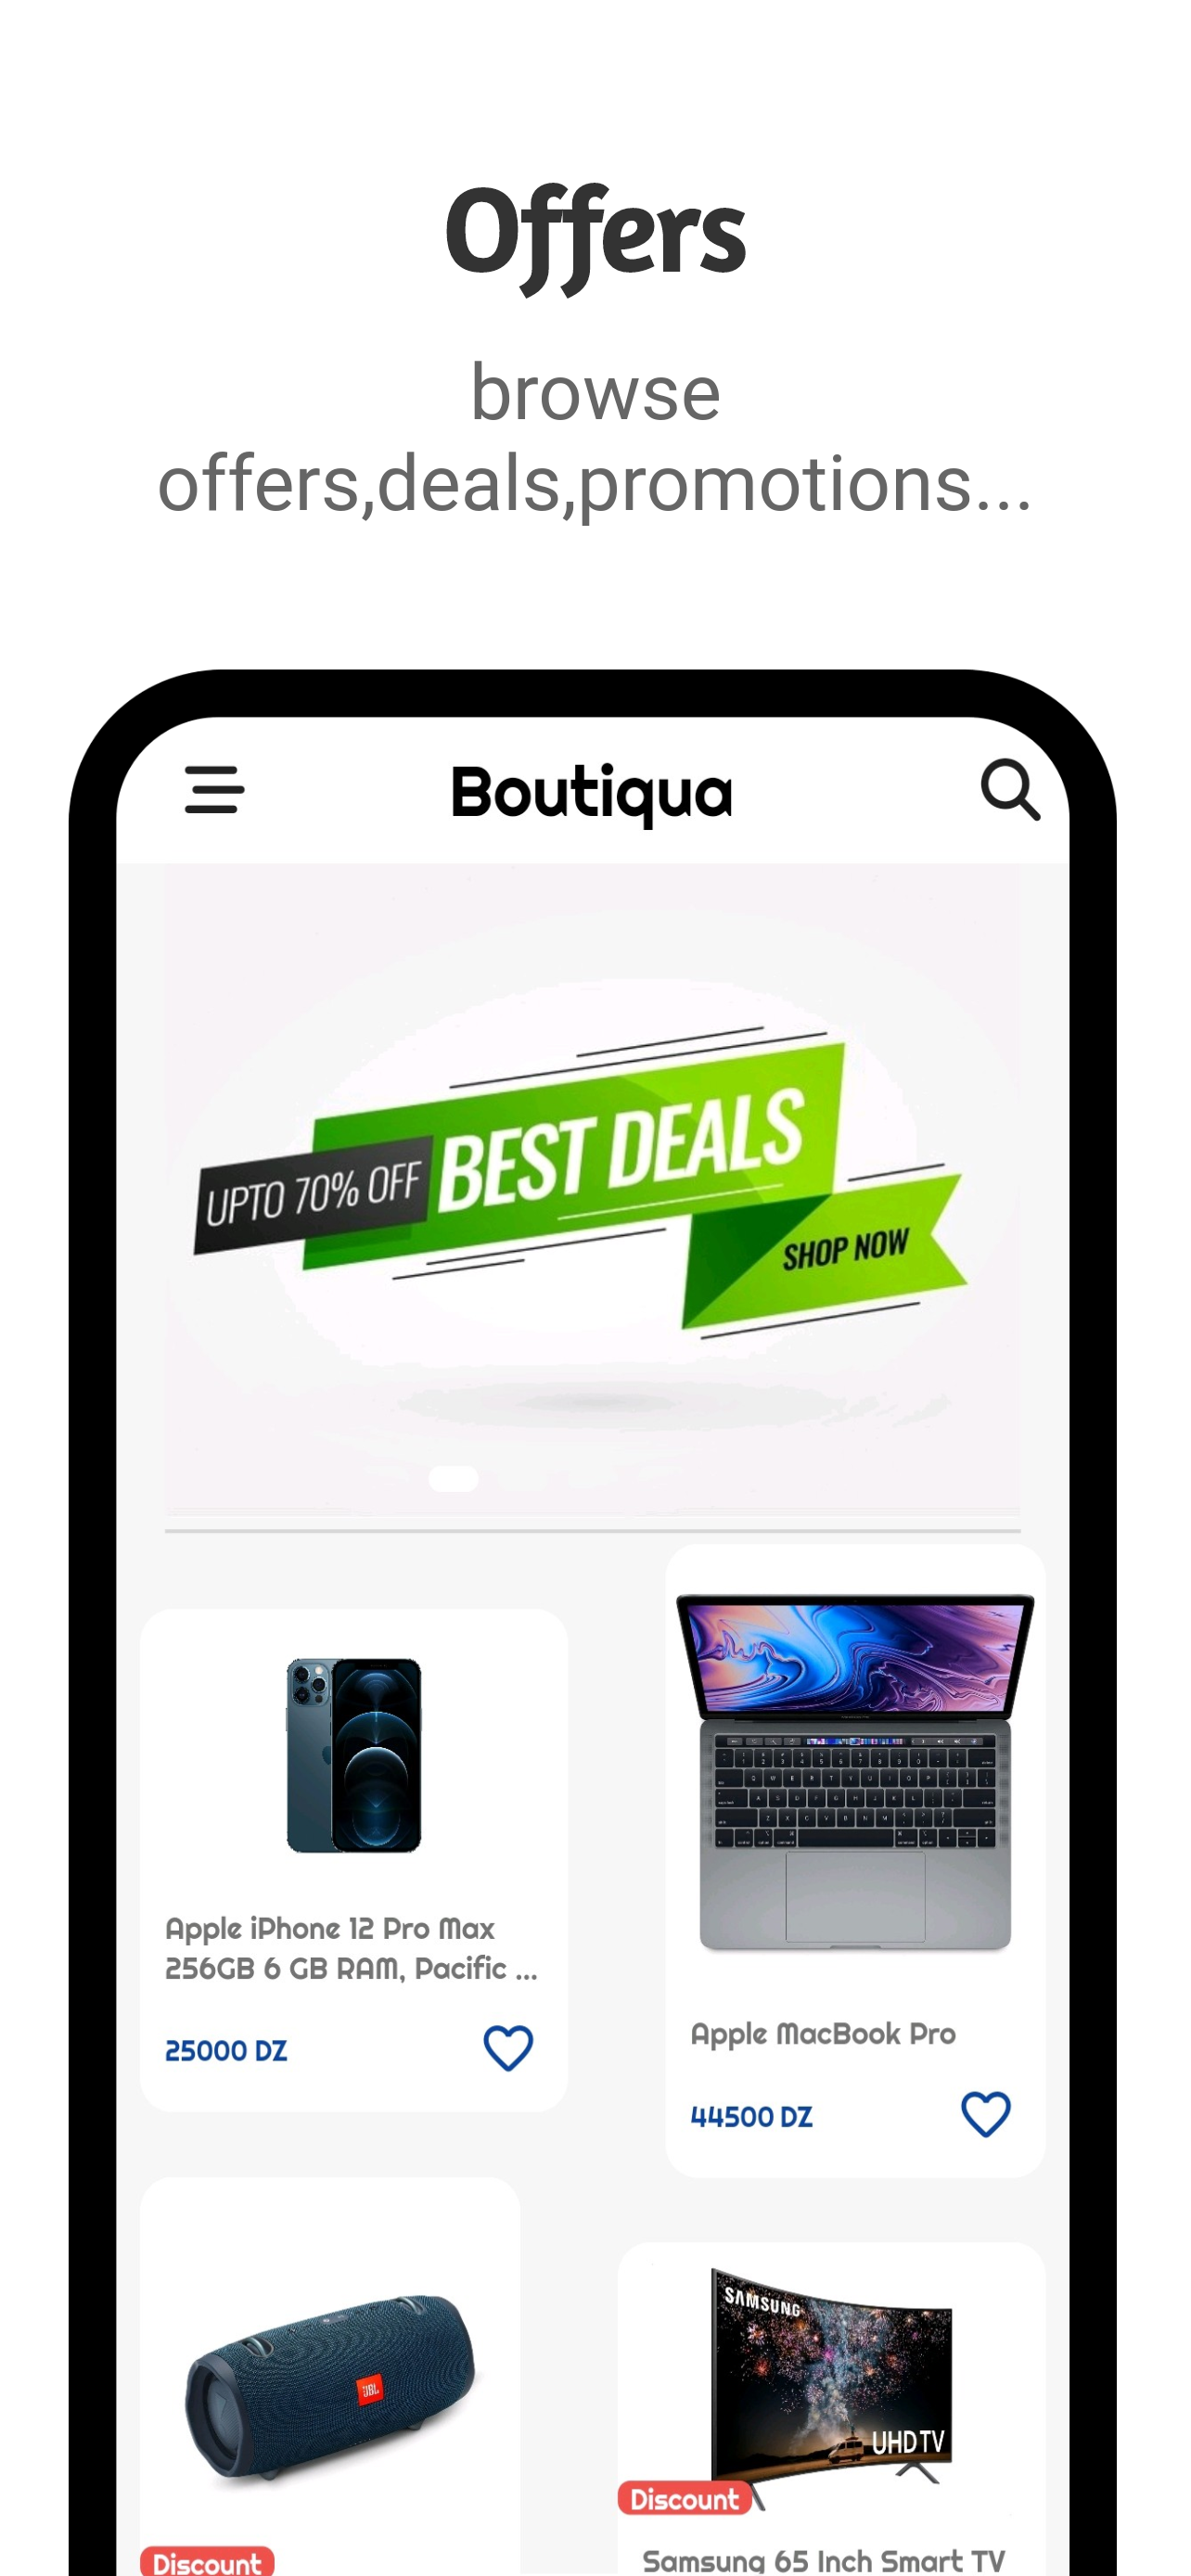 Offers
browse
offers,deals,promotions...
Boutiqua
UPTO 70% OFF
BEST DEALS
SHOP NOW
Apple iPhone 12 Pro Max
256GB 6 GB RAM, Pacific ...
25000 DZ
Apple MacBook Pro
44500 DZ
JBL
Discount
SAMSUNG
UHD TV
Discount
Samsung 65 Inch Smart TV